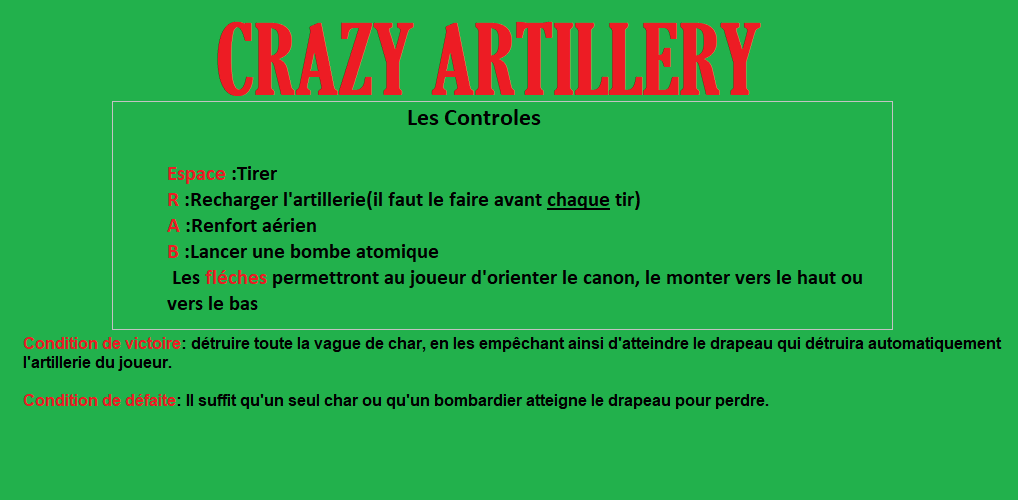 CRAZY ARTILLERY
Les Controles
Espace :Tirer
R :Recharger l'artillerie(il faut le faire avant chaque tir)
A :Renfort aérien
B :Lancer une bombe atomique
Les fléches permettront au joueur d'orienter le canon, le monter vers le haut ou
vers le bas
Condition de victoire: détruire toute la vague de char, en les empêchant ainsi d'atteindre le drapeau qui détruira automatiquement
l'artillerie du joueur.
Condition de défaite: Il suffit qu'un seul char ou qu'un bombardier atteigne le drapeau pour perdre.